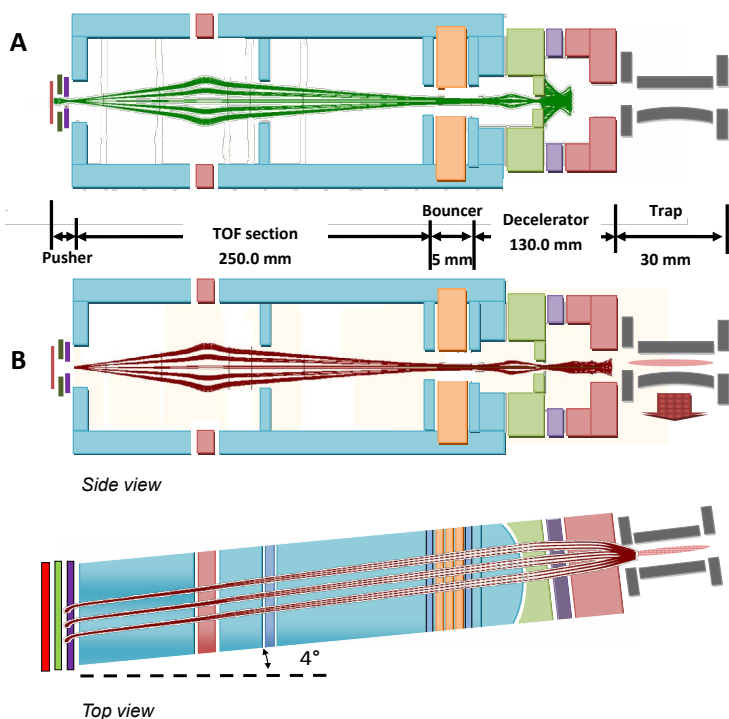 A
Bouncer
Decelerator
Trap
TOF section
Pusher
250.0 mm
5 mm
130.0 mm
30 mm
B
Side view
4°
Top view